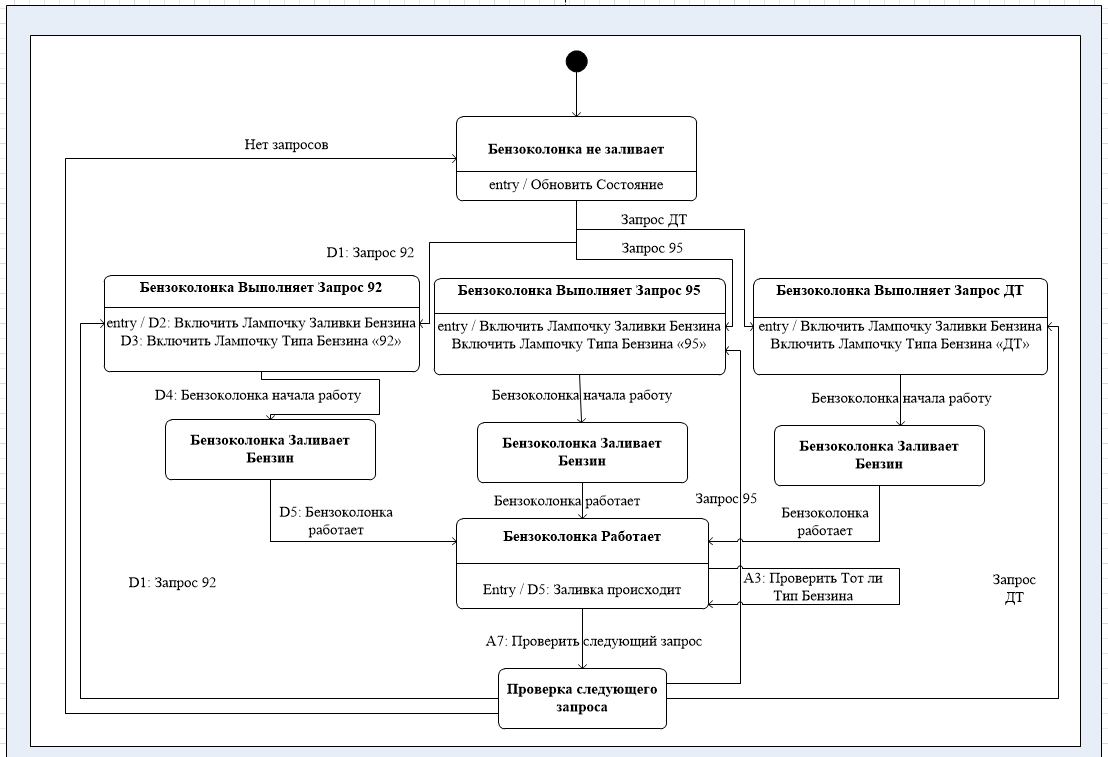 Бензоколонка не заливает
entry / Обновить Состояние
Нет запросов
Запрос ДТ
Запрос 95
D1: Запрос 92
Бензоколонка Выполняет Запрос 92
entry / D2: Включить Лампочку Заливки Бензина
D3: Включить Лампочку Типа Бензина «92»
Бензоколонка Выполняет Запрос 95
entry / Включить Лампочку Заливки Бензина
Включить Лампочку Типа Бензина «95»
Бензоколонка Выполняет Запрос ДТ
entry / Включить Лампочку Заливки Бензина
Включить Лампочку Типа Бензина «ДТ»
D4: Бензоколонка начала работу
Бензоколонка начала работу
Бензоколонка начала работу
Бензоколонка Заливает
Бензин
Бензоколонка Заливает
Бензин
Бензоколонка Заливает
Бензин
D5: Бензоколонка
работает
Бензоколонка работает
Запрос 95
Бензоколонка
работает
Бензоколонка Работает
Entry / D5: Заливка происходит
A3: Проверить Тот ли
Тип Бензина
D1: Запрос 92
Запрос
ДТ
A7: Проверить следующий запрос
Проверка следующего
запроса